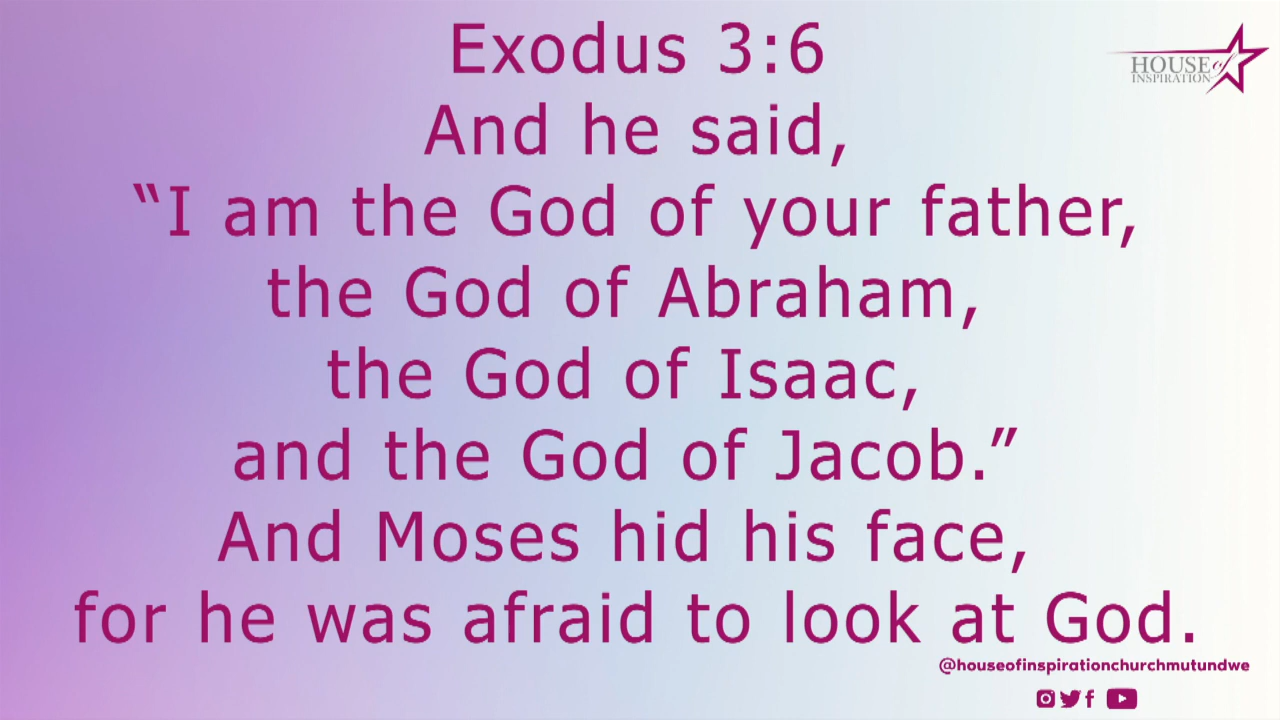 Exodus 3:6
HOUSE of
INSPIRATION
And he said,
“I am the God of your father,
the God of Abraham,
the God of Isaac,
and the God of Jacob.”
And Moses hid his face,
for he was afraid to look at God.
@houseofinspirationchurchmutundwe